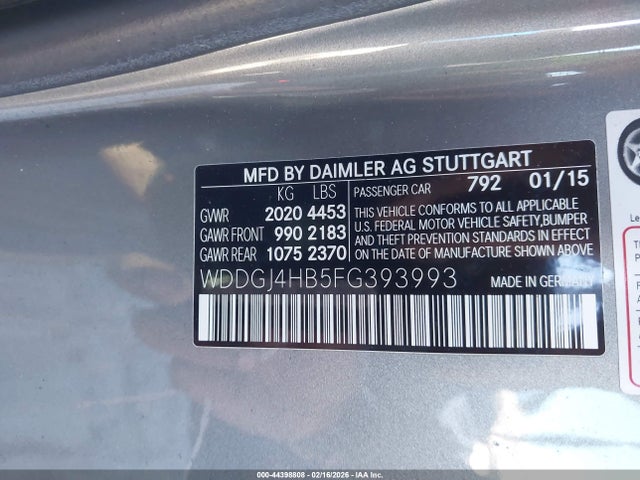 MFD BY DAIMLER AG STUTTGART
KG LBS PASSENGER CAR 792 01/15
GVWR 2020 4453
GAWR FRONT 990 2183
GAWR REAR 1075 2370
THIS VEHICLE CONFORMS TO ALL APPLICABLE
U.S. FEDERAL MOTOR VEHICLE SAFETY,BUMPER
AND THEFT PREVENTION STANDARDS IN EFFECT
ON THE DATE OF MANUFACTURE SHOWN ABOVE
WDDGJ4HB5FG393993 MADE IN GERMANY
000-44398808 - 02/16/2026 - IAA Inc.